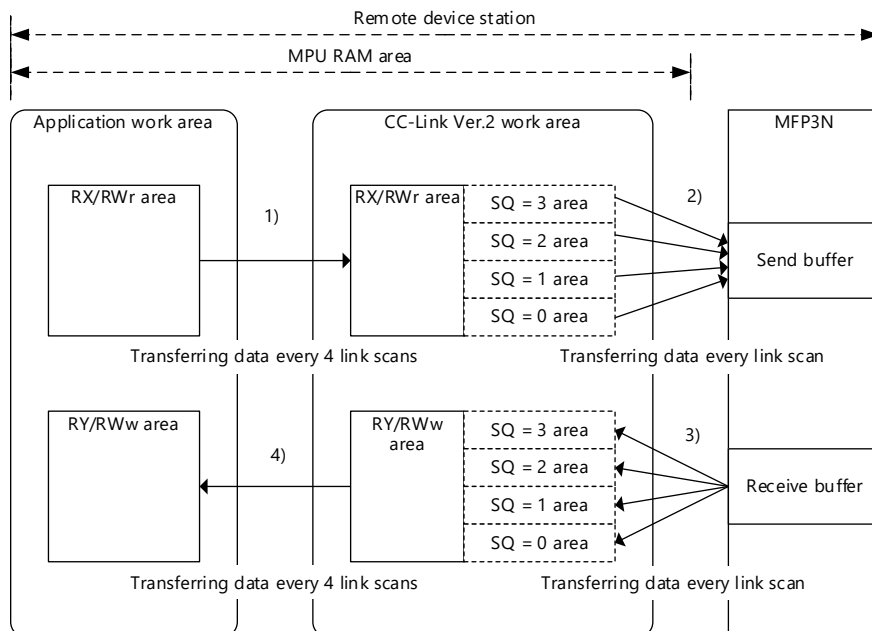 Remote device station
MPU RAM area
Application work area
CC-Link Ver.2 work area
MFP3N
RX/RWr area
1)
RX/RWr area
SQ = 3 area
SQ = 2 area
SQ = 1 area
SQ = 0 area
2)
Send buffer
Transferring data every 4 link scans
Transferring data every link scan
RY/RWw area
4)
RY/RWw
area
SQ = 3 area
SQ = 2 area
SQ = 1 area
SQ = 0 area
3)
Receive buffer
Transferring data every 4 link scans
Transferring data every link scan